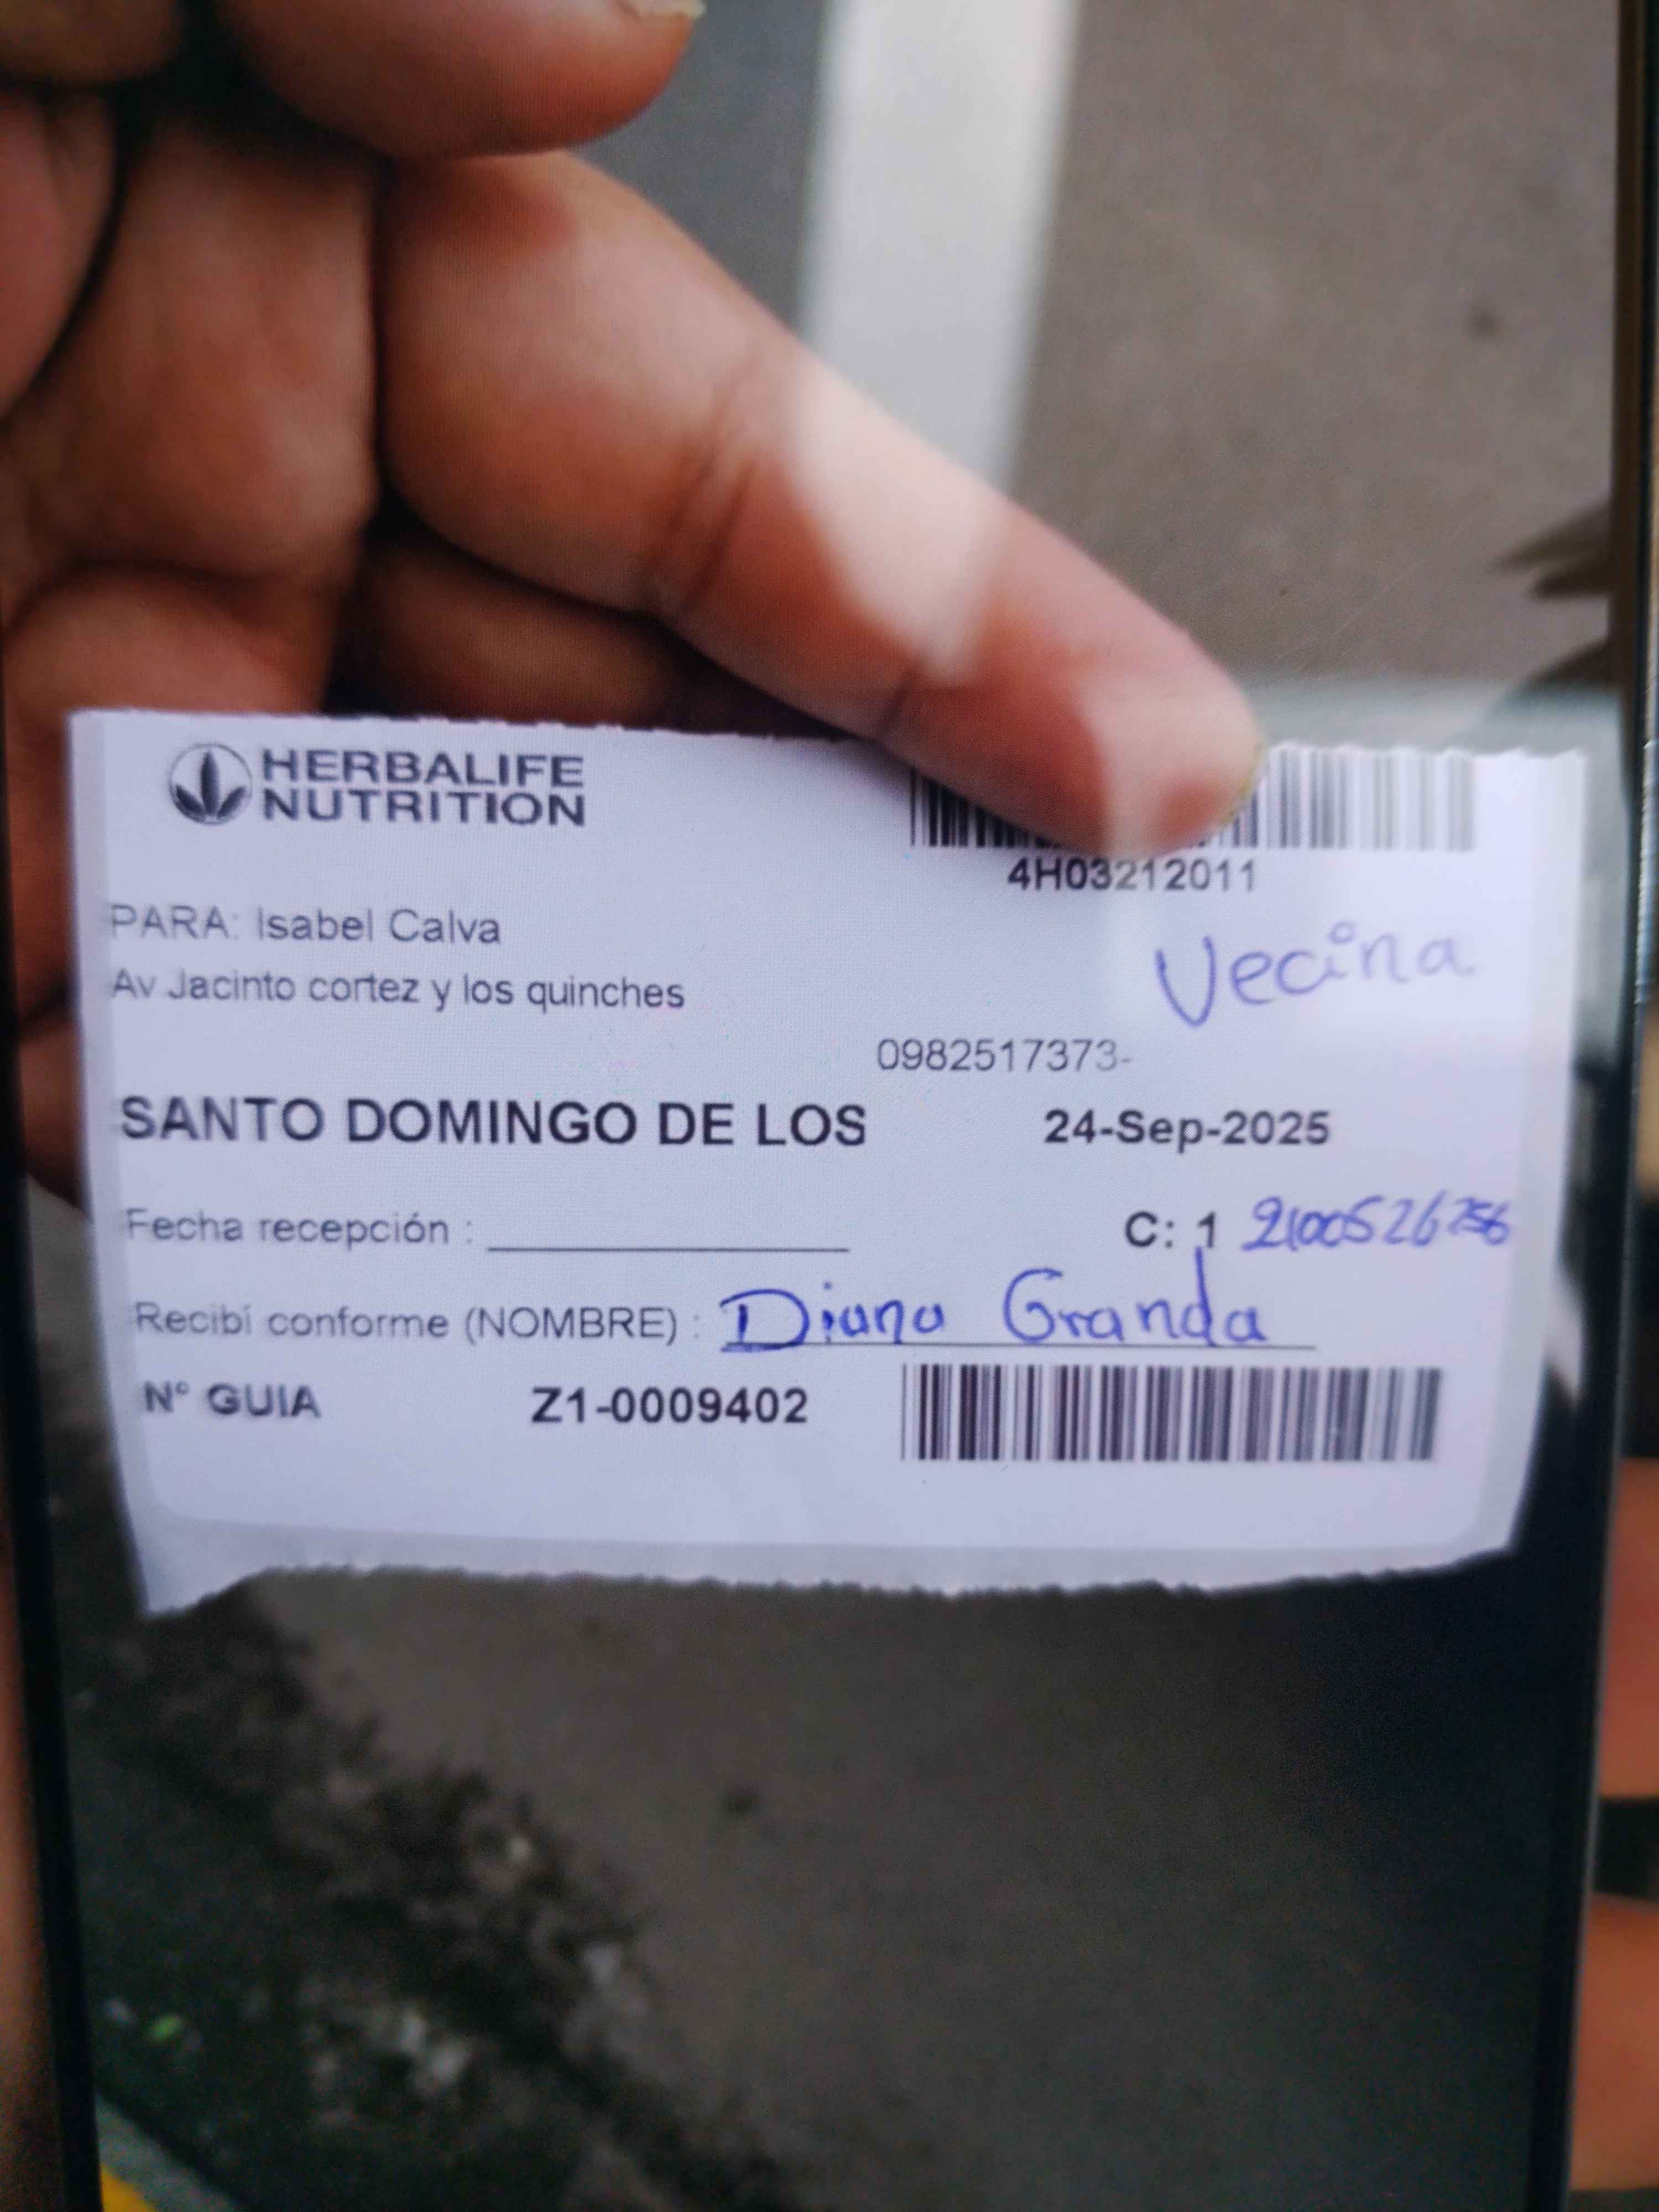 HERBALIFE
NUTRITION
4H03212011
PARA: Isabel Calva
Vecina
Av Jacinto cortez y los quinches
0982517373-
SANTO DOMINGO DE LOS 24-Sep-2025
Fecha recepción : C: 1 2100526756
Recibí conforme (NOMBRE) : Diana Granda
N° GUIA Z1-0009402